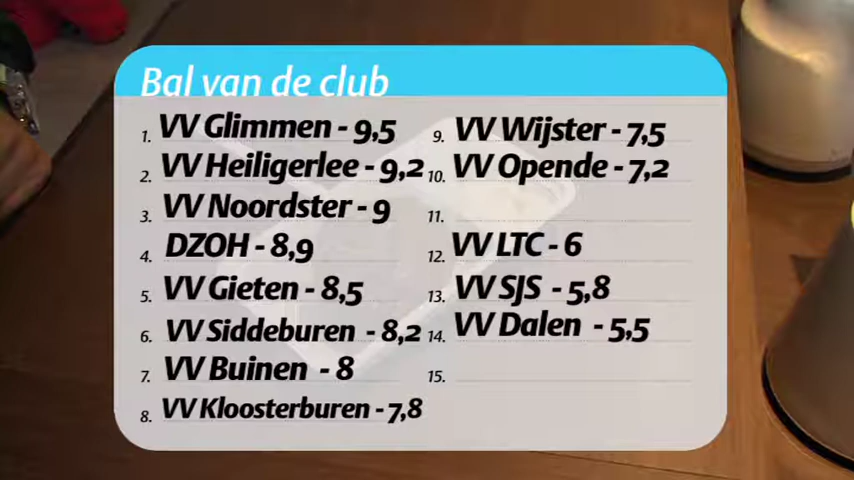 Bal van de club
1. VV Glimmen - 9,5
2. VV Heiligerlee - 9,2
3. VV Noordster - 9
4. DZOH - 8,9
5. VV Gieten - 8,5
6. VV Siddeburen - 8,2
7. VV Buinen - 8
8. VV Kloosterburen - 7,8
9. VV Wijster - 7,5
10. VV Opende - 7,2
11.
12. VV LTC - 6
13. VV SJS - 5,8
14. VV Dalen - 5,5
15.